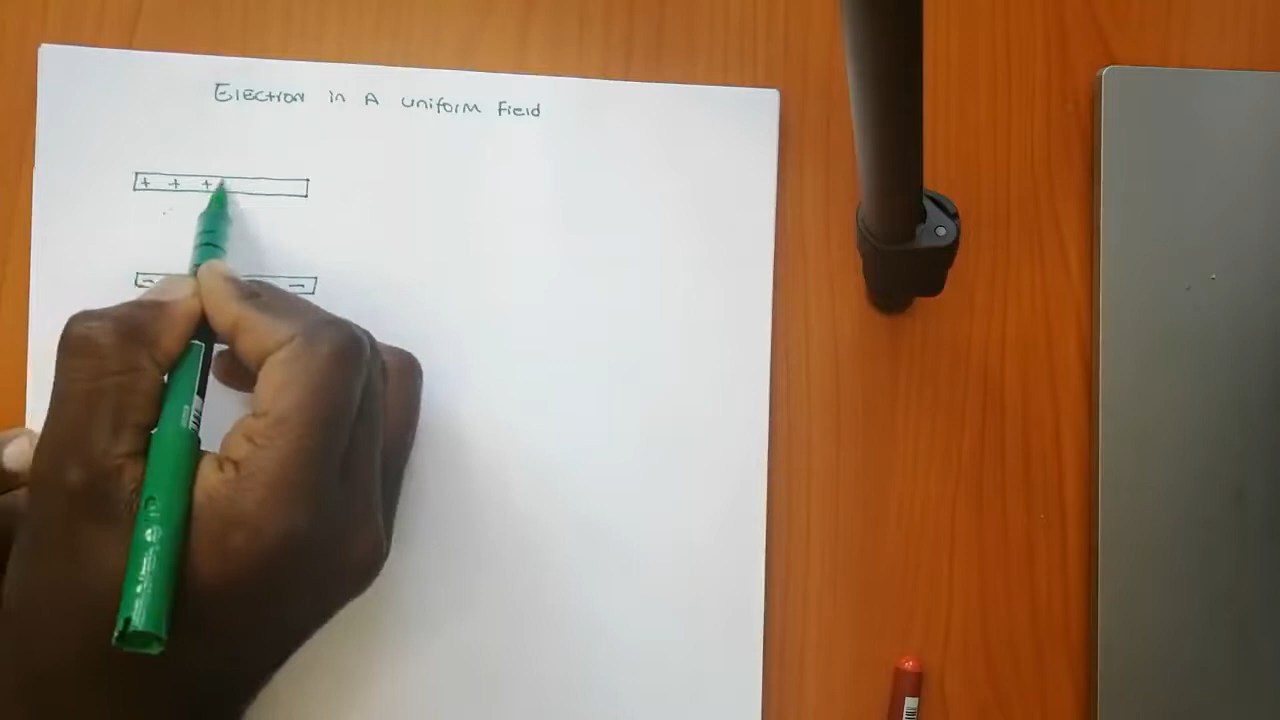 Electron in A uniform Field
+ + +
- -